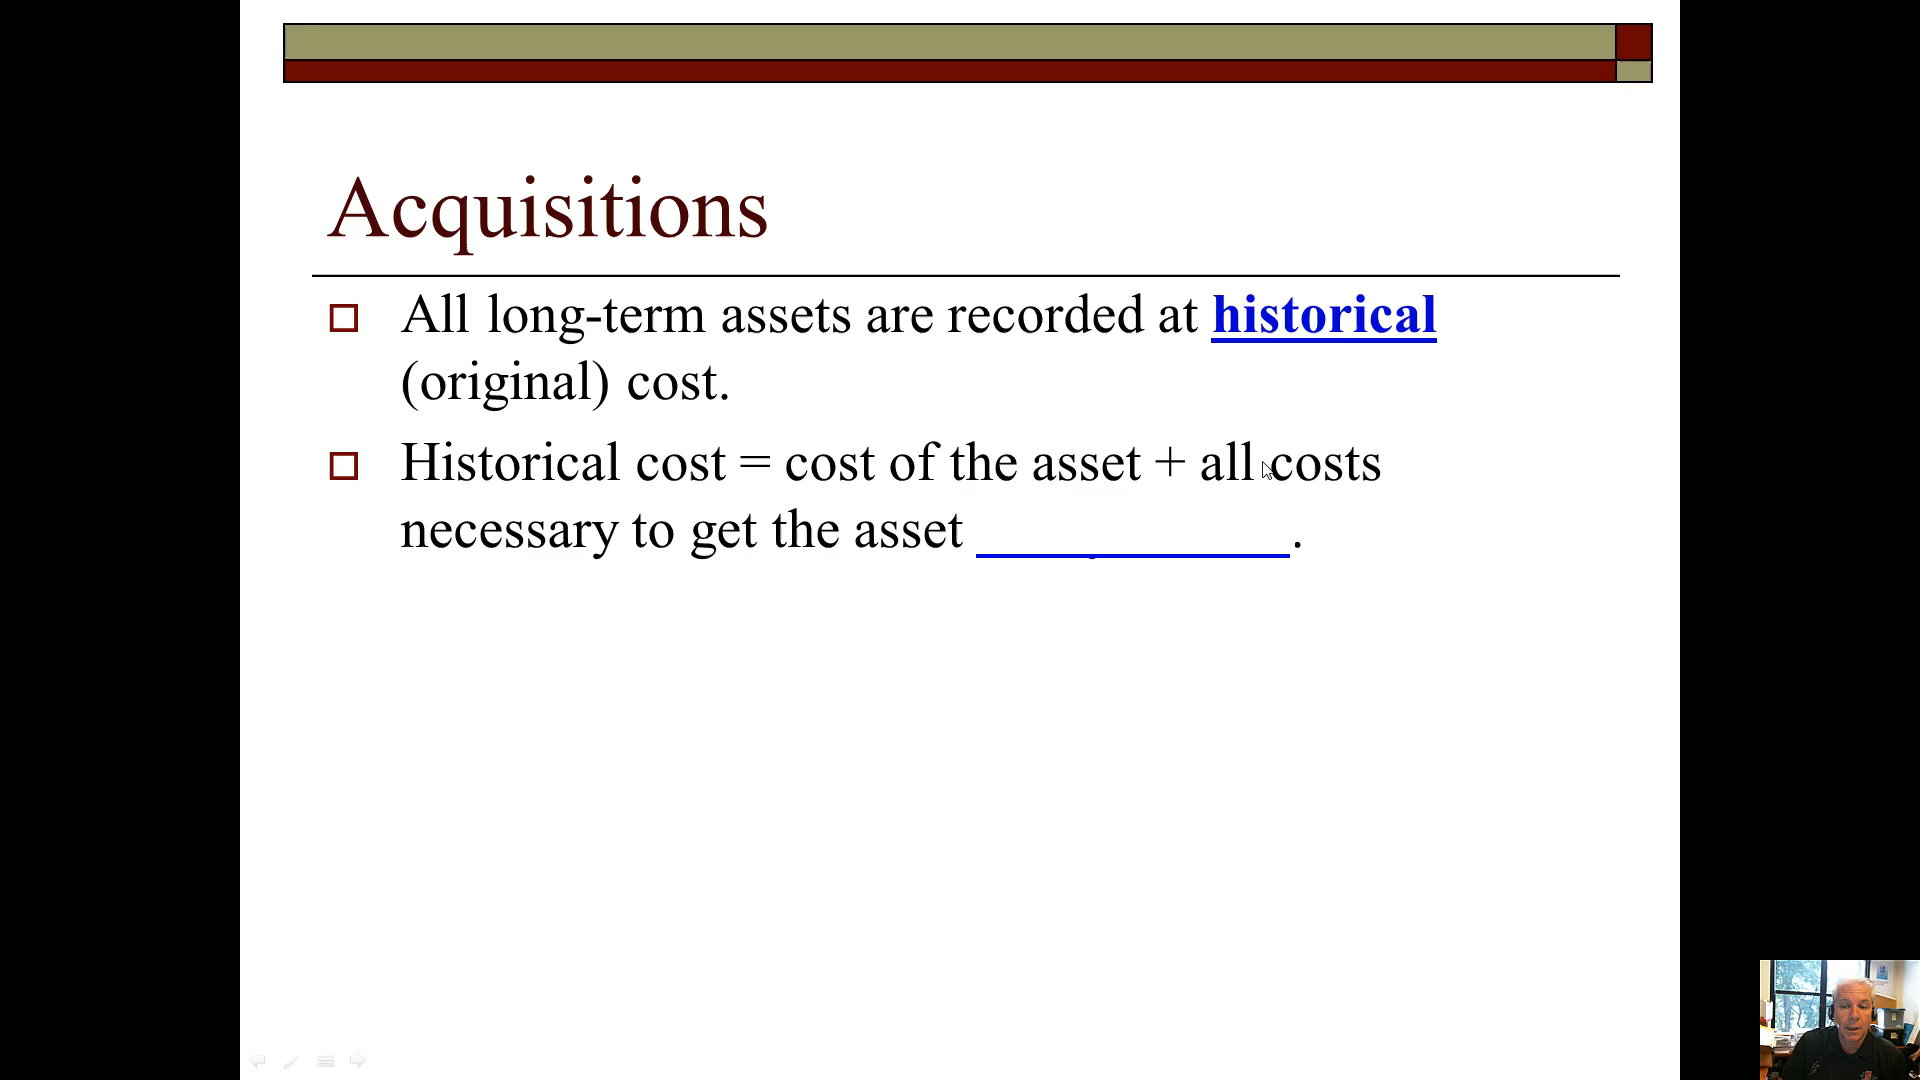 Acquisitions
All long-term assets are recorded at historical
(original) cost.
Historical cost = cost of the asset + all costs
necessary to get the asset ____________.